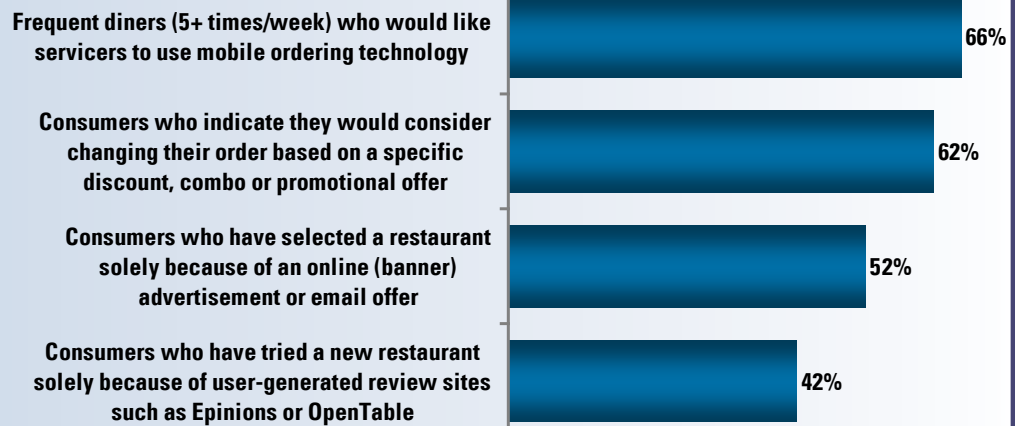 Frequent diners (5+ times/week) who would like
servicers to use mobile ordering technology
66%
Consumers who indicate they would consider
changing their order based on a specific
discount, combo or promotional offer
62%
Consumers who have selected a restaurant
solely because of an online (banner)
advertisement or email offer
52%
Consumers who have tried a new restaurant
solely because of user-generated review sites
such as Epinions or OpenTable
42%